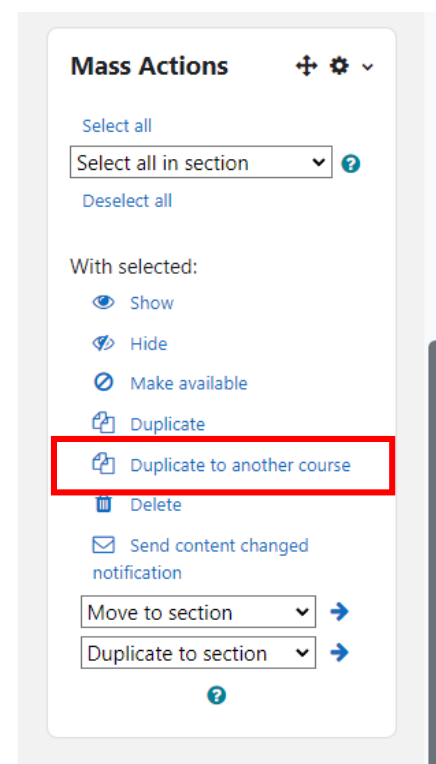 Mass Actions
Select all
Select all in section
Deselect all
With selected:
Show
Hide
Make available
Duplicate
Duplicate to another course
Delete
Send content changed
notification
Move to section
Duplicate to section